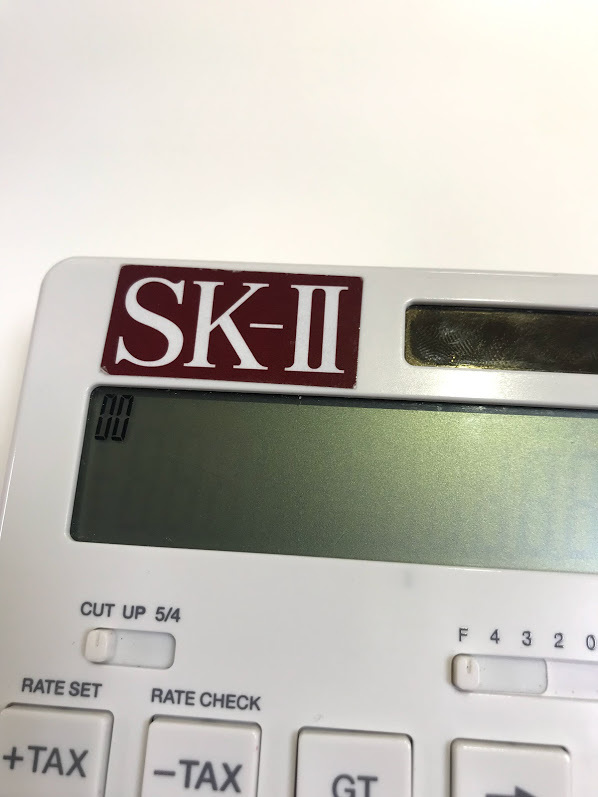 SK-II
00
CUT UP 5/4
F 4 3 2 0
RATE SET
RATE CHECK
+TAX
−TAX
GT
→